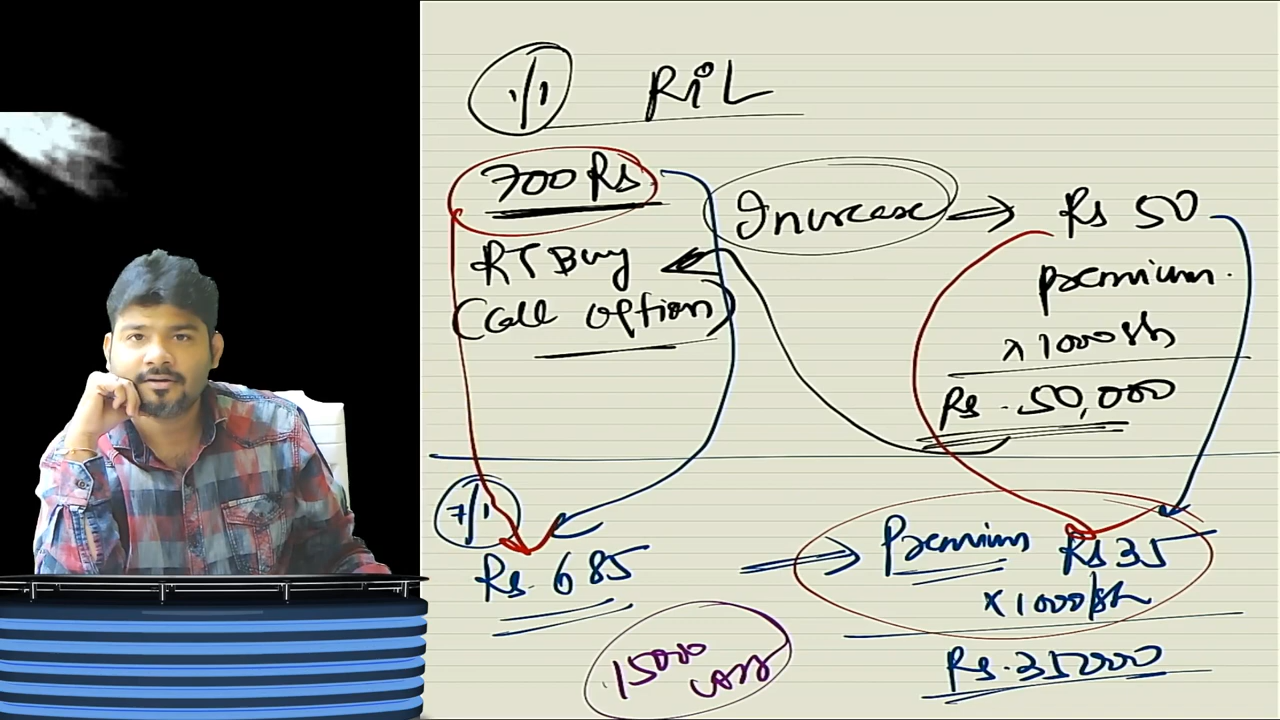 1/1 RiL
700 Rs.
Increase ⇒ Rs 50
RT Buy
premium.
(Call option)
x 1000 sh
Rs. 50,000
7/1
Rs. 685 ⇒ Premium Rs 35
x 1000/sh
15000
loss
Rs. 35000